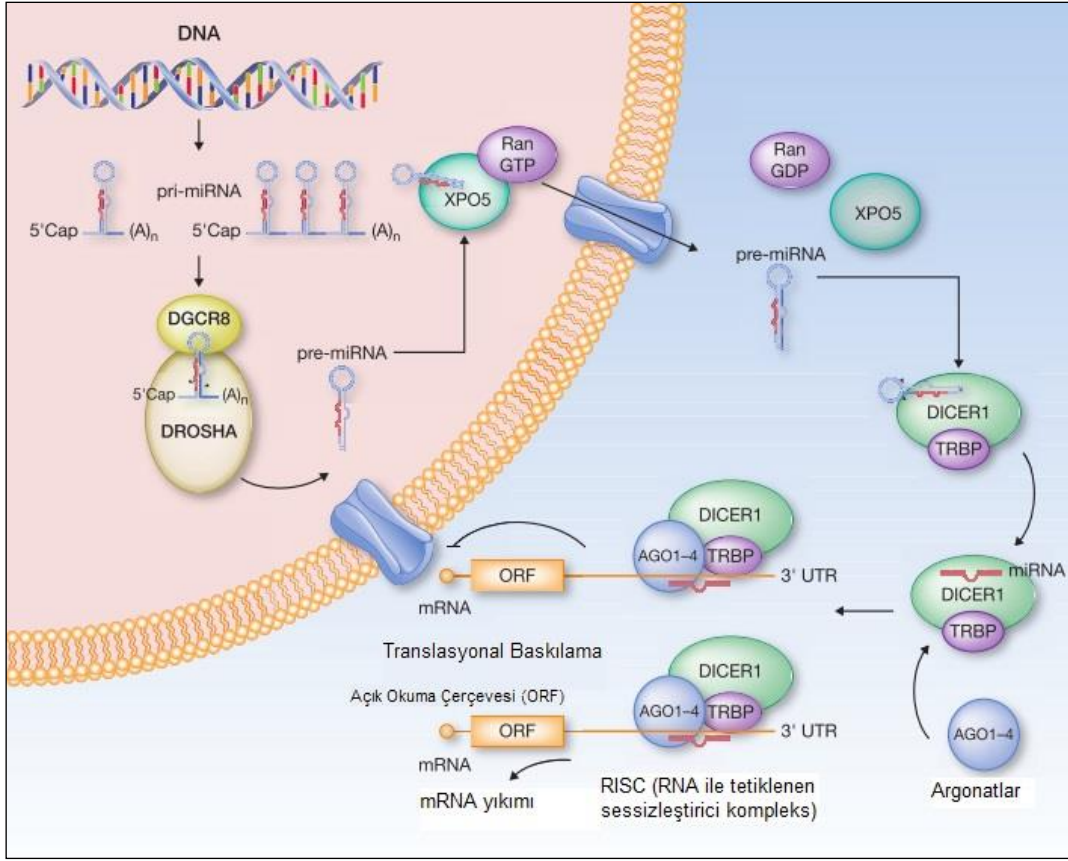 DNA
pri-miRNA
5'Cap (A)n
5'Cap (A)n
DGCR8
5'Cap (A)n
DROSHA
pre-miRNA
XPO5
Ran
GTP
Ran
GDP
XPO5
pre-miRNA
DICER1
TRBP
miRNA
DICER1
TRBP
AGO1–4
Argonatlar
DICER1
AGO1–4 TRBP
ORF
3' UTR
mRNA
Translasyonal Baskılama
Açık Okuma Çerçevesi (ORF)
DICER1
AGO1–4 TRBP
ORF
3' UTR
mRNA
mRNA yıkımı
RISC (RNA ile tetiklenen
sessizleştirici kompleks)